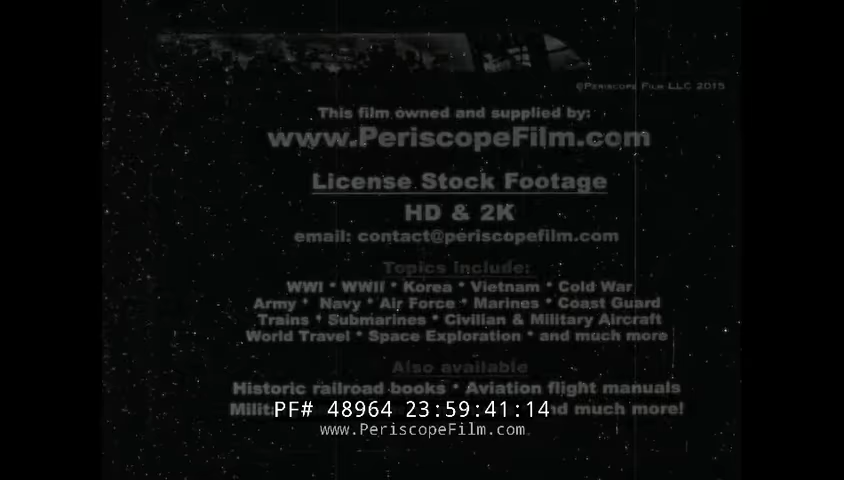 ©Periscope Film LLC 2015
This film owned and supplied by:
www.PeriscopeFilm.com
License Stock Footage
HD & 2K
email: contact@periscopefilm.com
Topics include:
WWI * WWII * Korea * Vietnam * Cold War
Army * Navy * Air Force * Marines * Coast Guard
Trains * Submarines * Civilian & Military Aircraft
World Travel * Space Exploration * and much more
Also available
Historic railroad books * Aviation flight manuals
and much more!
PF# 48964 23:59:41:14
www.PeriscopeFilm.com